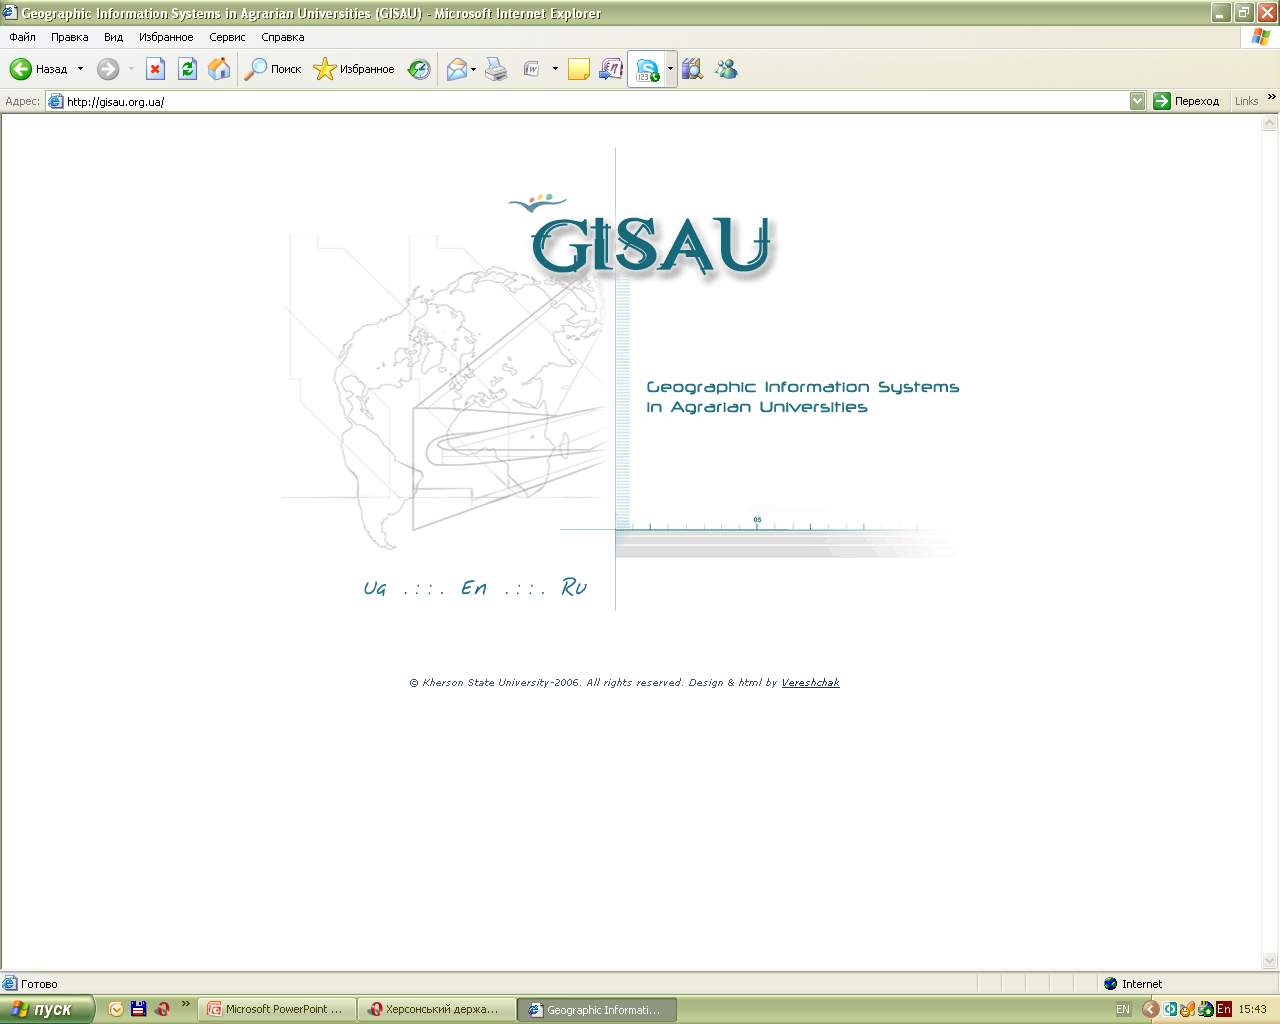 Geographic Information Systems in Agrarian Universities (GISAU) - Microsoft Internet Explorer
Файл Правка Вид Избранное Сервис Справка
Назад Поиск Избранное
Адрес: http://gisau.org.ua/ Переход Links »
GISAU
Geographic Information Systems
in Agrarian Universities
05
Ua .::. En .::. Ru
© Kherson State University-2006. All rights reserved. Design & html by Vereshchak
Готово Internet
пуск » Microsoft PowerPoint ... Херсонський держа... Geographic Informati... EN En 15:43